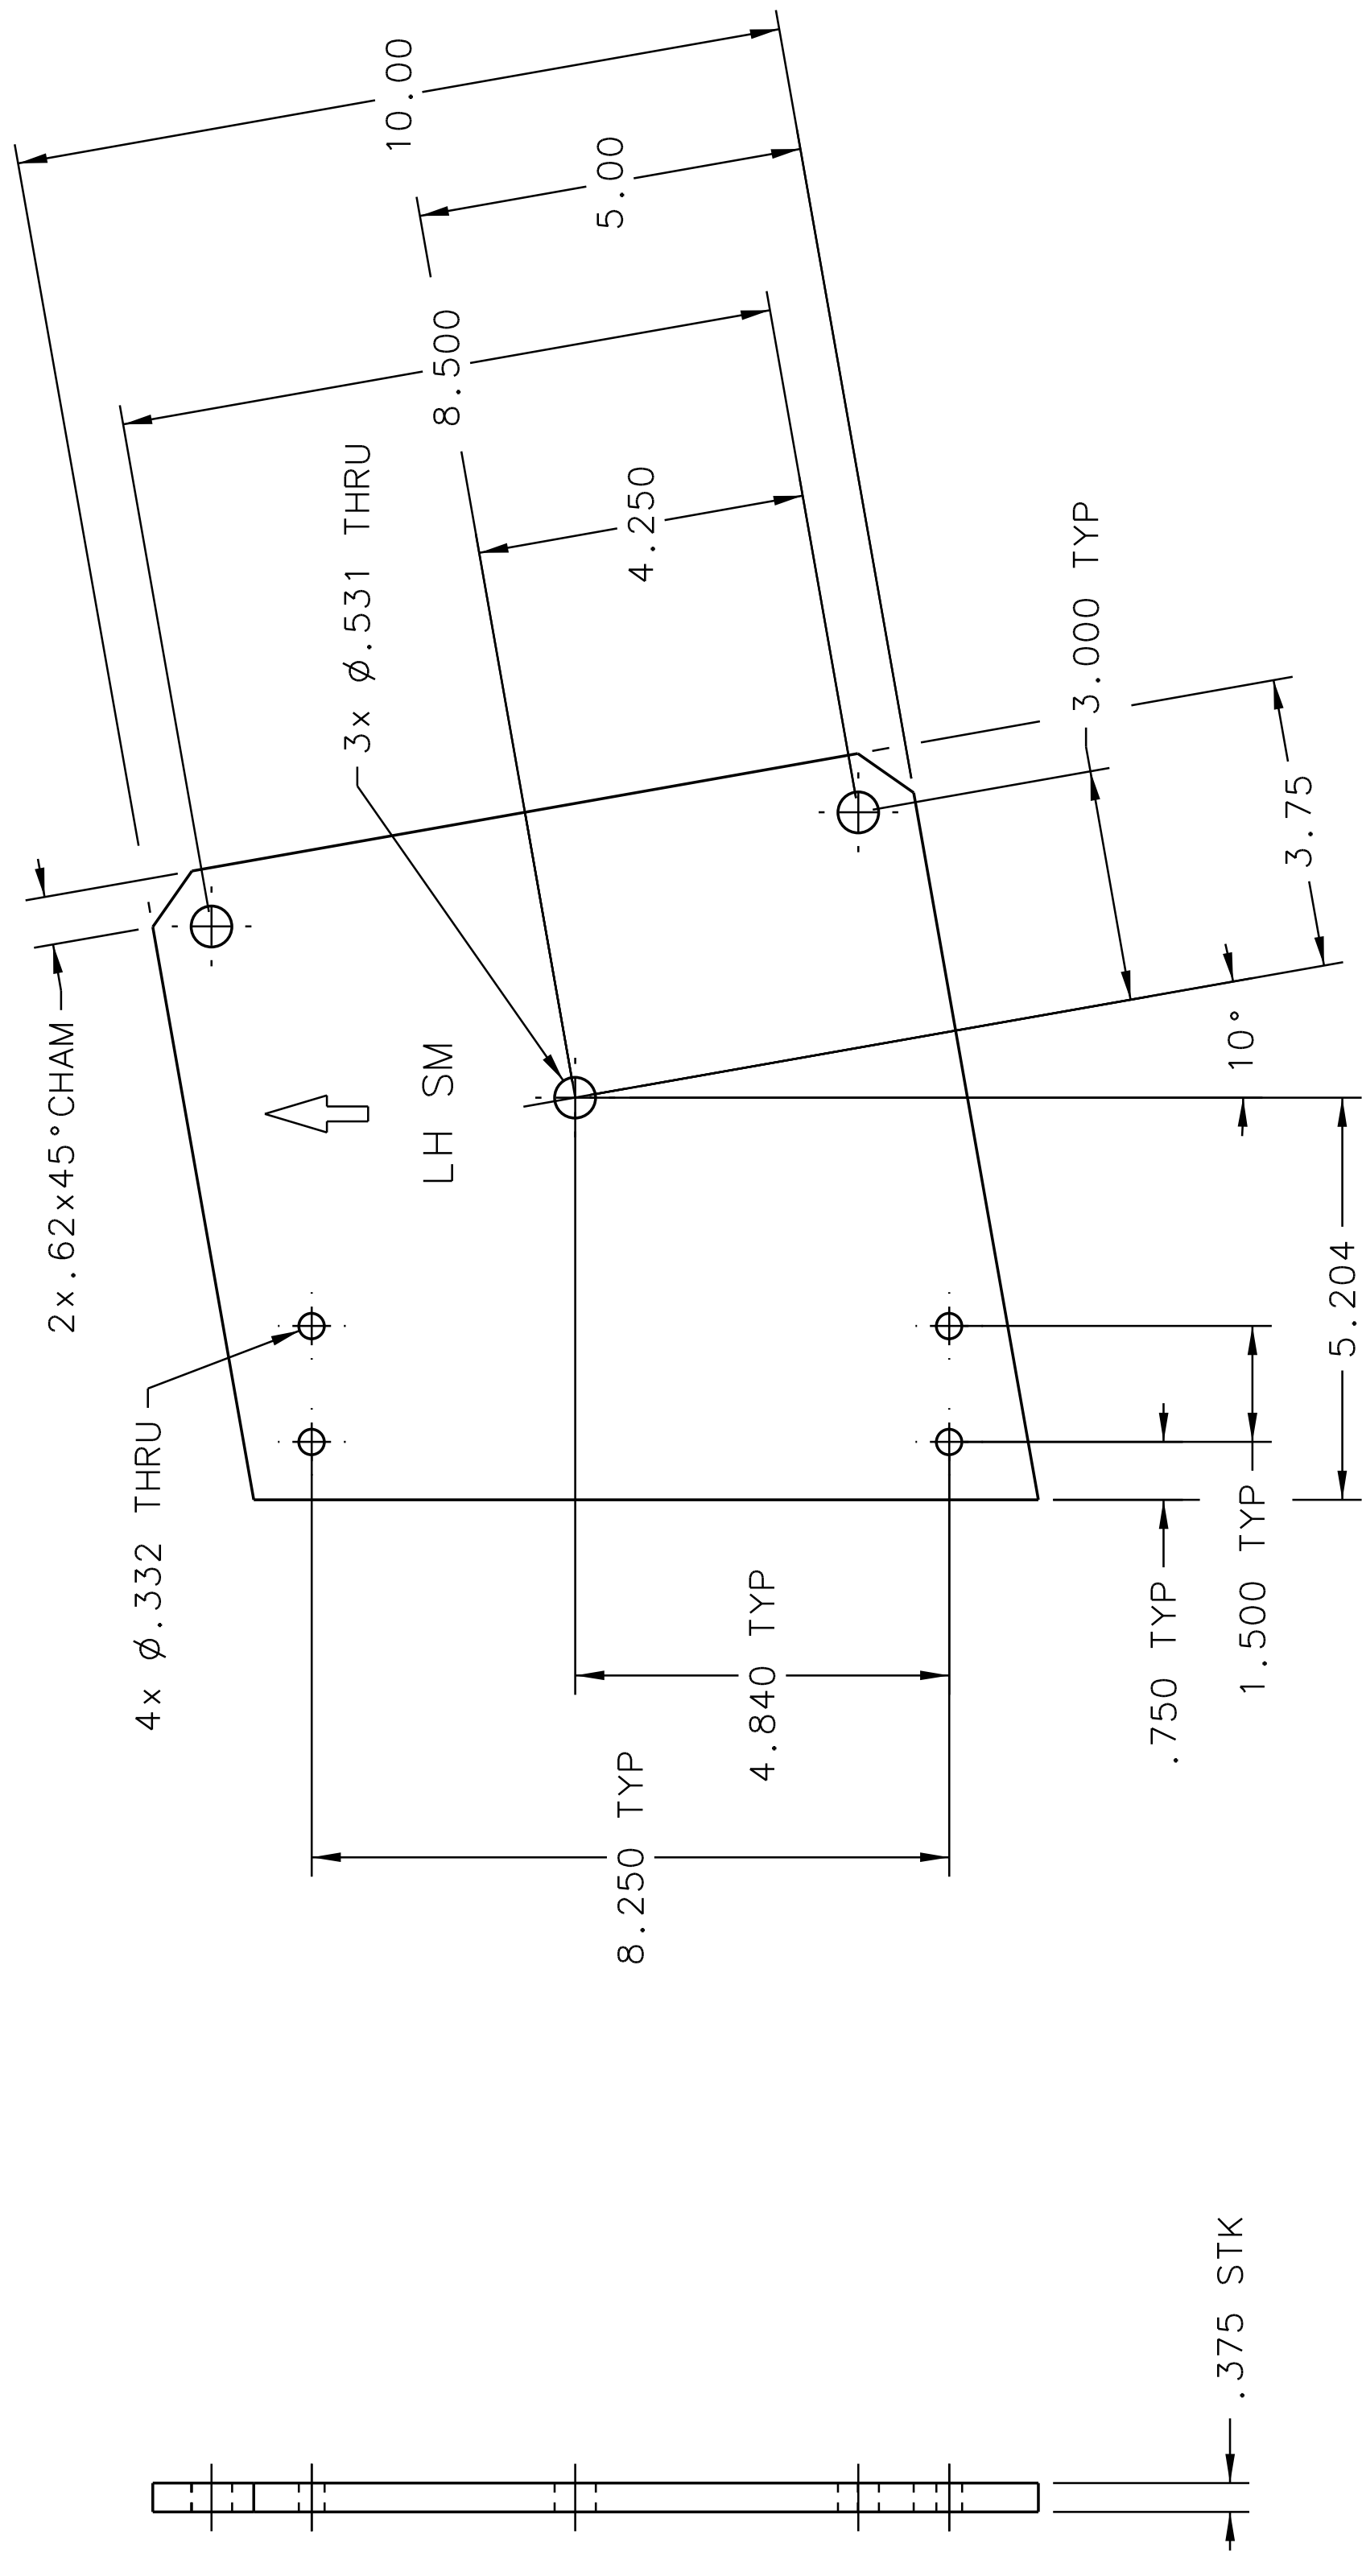 10.00
5.00
8.500
4.250
3x ⌀.531 THRU
3.000 TYP
3.75
10°
2x.62x45°CHAM
LH SM
5.204
4x ⌀.332 THRU
1.500 TYP
.750 TYP
4.840 TYP
8.250 TYP
.375 STK